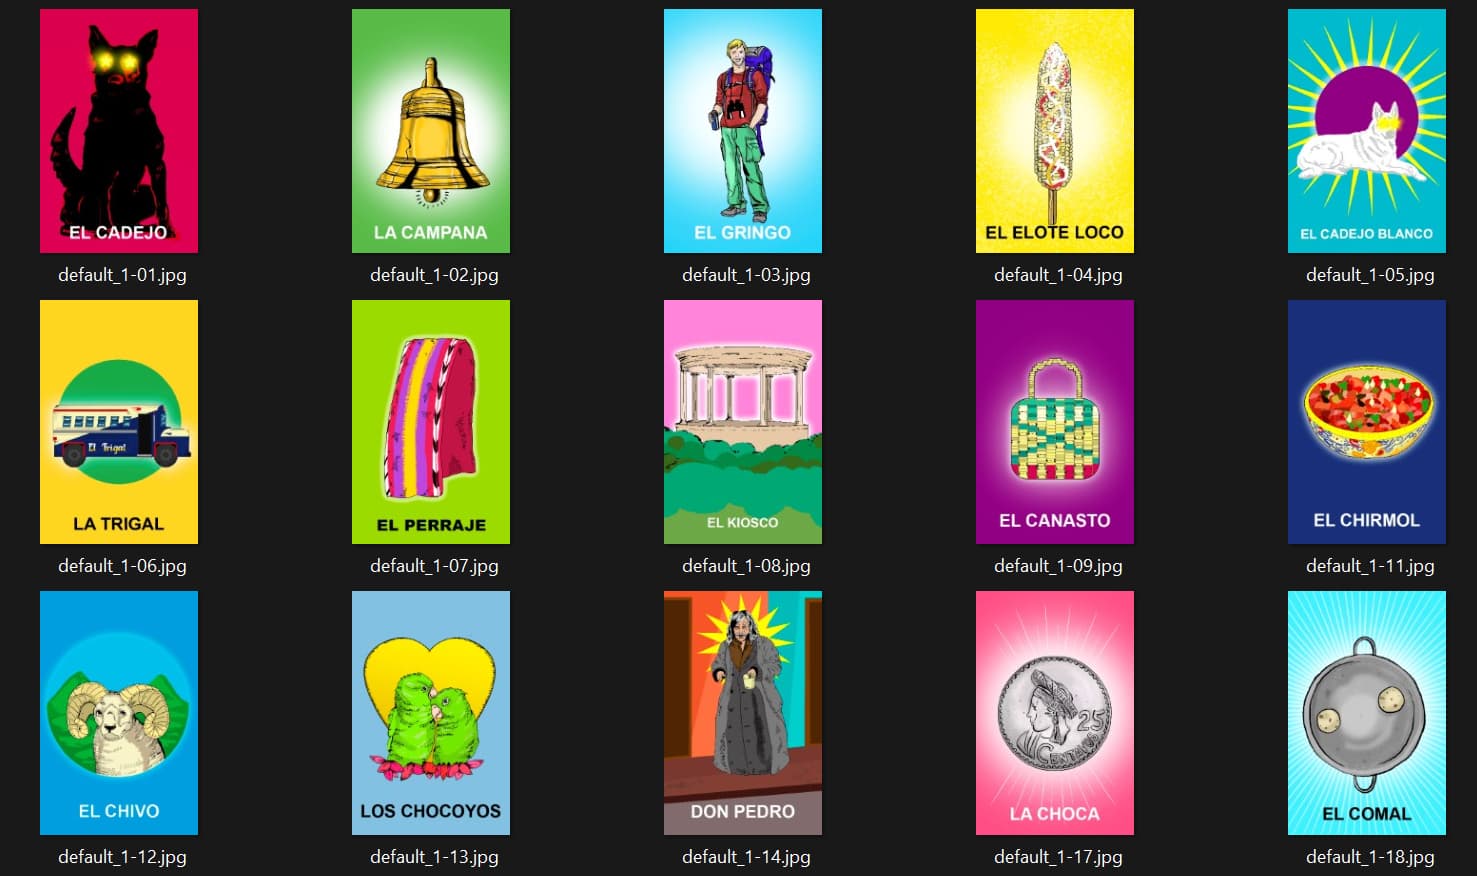 EL CADEJO
LA CAMPANA
EL GRINGO
EL ELOTE LOCO
EL CADEJO BLANCO
default_1-01.jpg
default_1-02.jpg
default_1-03.jpg
default_1-04.jpg
default_1-05.jpg
El Trigal
LA TRIGAL
EL PERRAJE
EL KIOSCO
EL CANASTO
EL CHIRMOL
default_1-06.jpg
default_1-07.jpg
default_1-08.jpg
default_1-09.jpg
default_1-11.jpg
25
CENTAVOS
EL CHIVO
LOS CHOCOYOS
DON PEDRO
LA CHOCA
EL COMAL
default_1-12.jpg
default_1-13.jpg
default_1-14.jpg
default_1-17.jpg
default_1-18.jpg